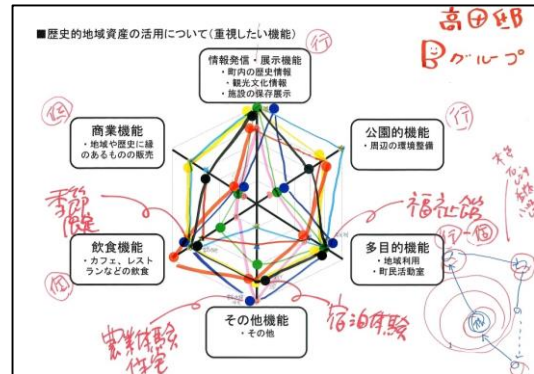 ■歴史的地域資産の活用について(重視したい機能)
高田邸
Bグループ
情報発信・展示機能
・町内の歴史情報
・観光文化情報
・施設の保存展示
行
商業機能
・地域や歴史に縁
のあるものの販売
公園的機能
・周辺の環境整備
行
季節
限定
福祉館
飲食機能
・カフェ、レスト
ランなどの飲食
多目的機能
・地域利用
・町民活動室
行−個
その他機能
・その他
農業体験
住宅
宿泊体験